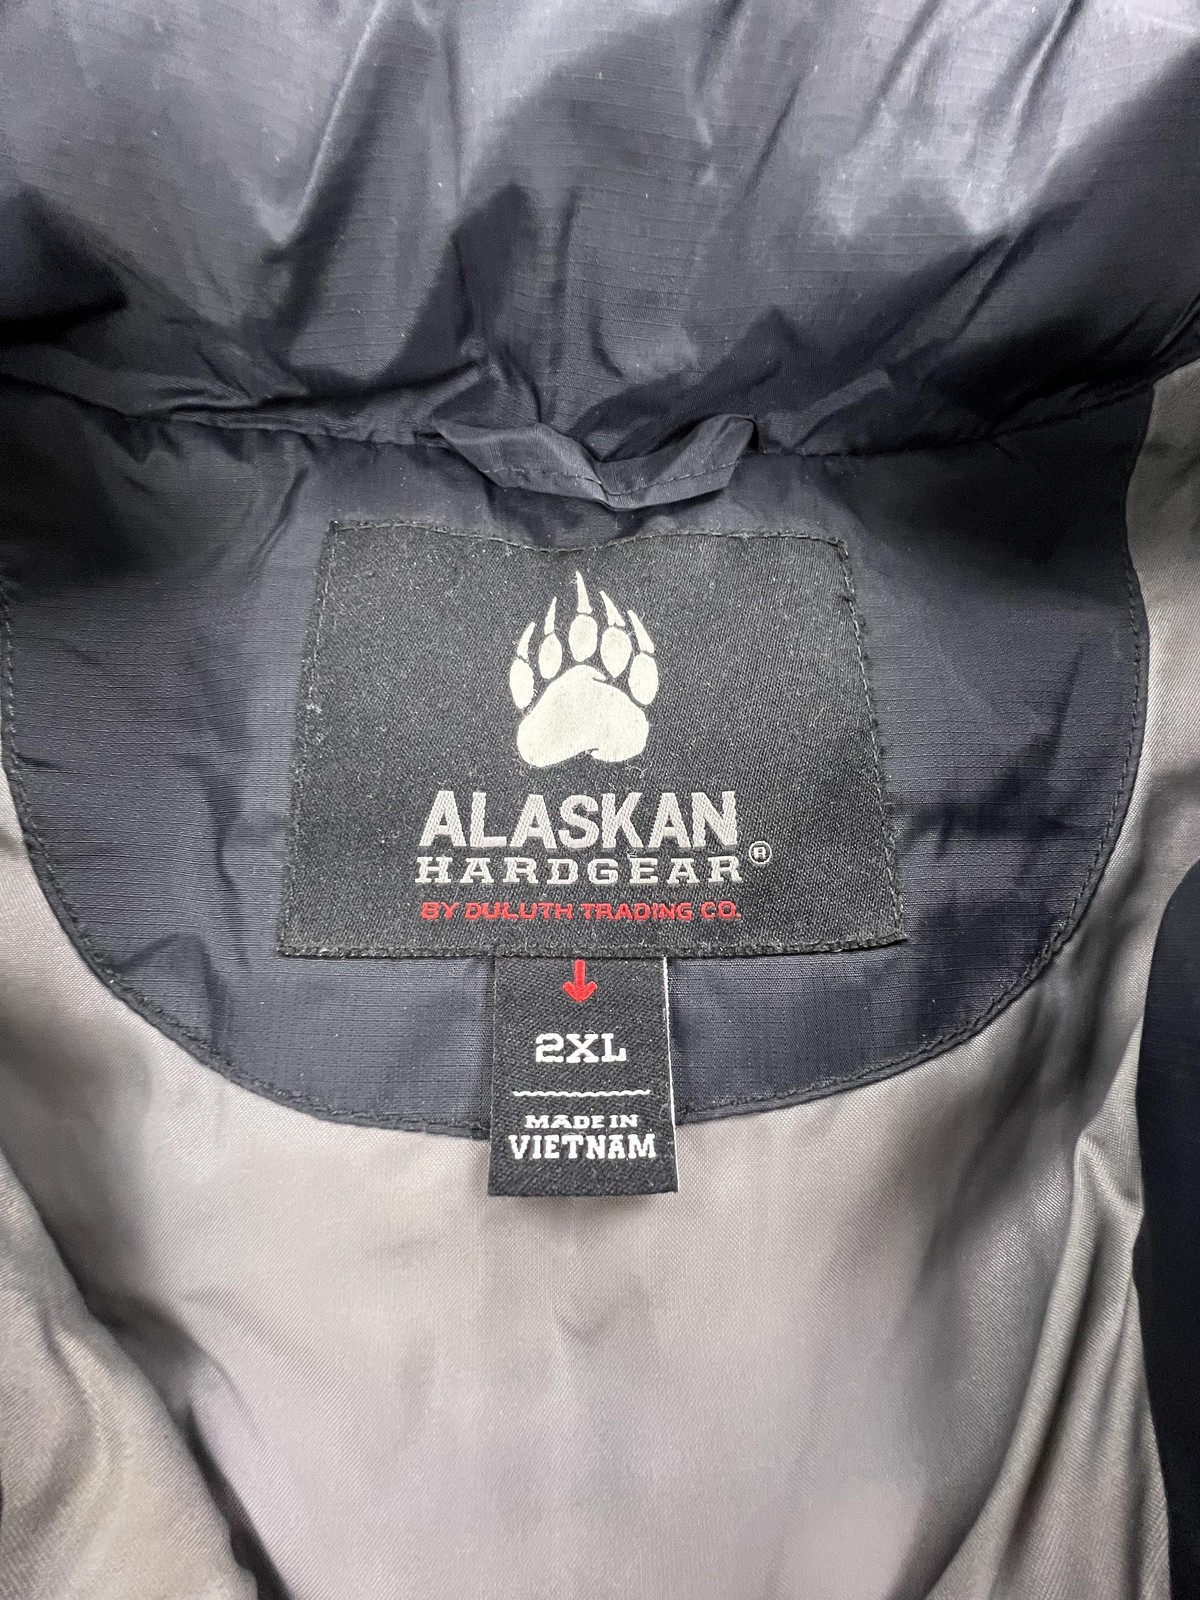 ALASKAN
HARDGEAR®
BY DULUTH TRADING CO.
2XL
MADE IN
VIETNAM